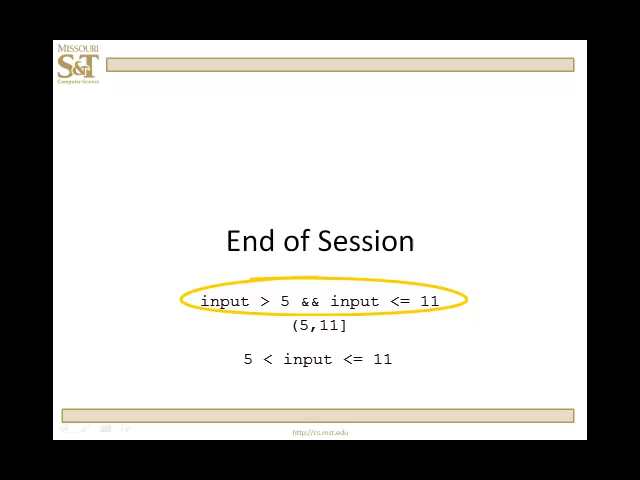 MISSOURI
S&T
Computer Science
End of Session
input > 5 && input <= 11
(5,11]
5 < input <= 11
http://cs.mst.edu